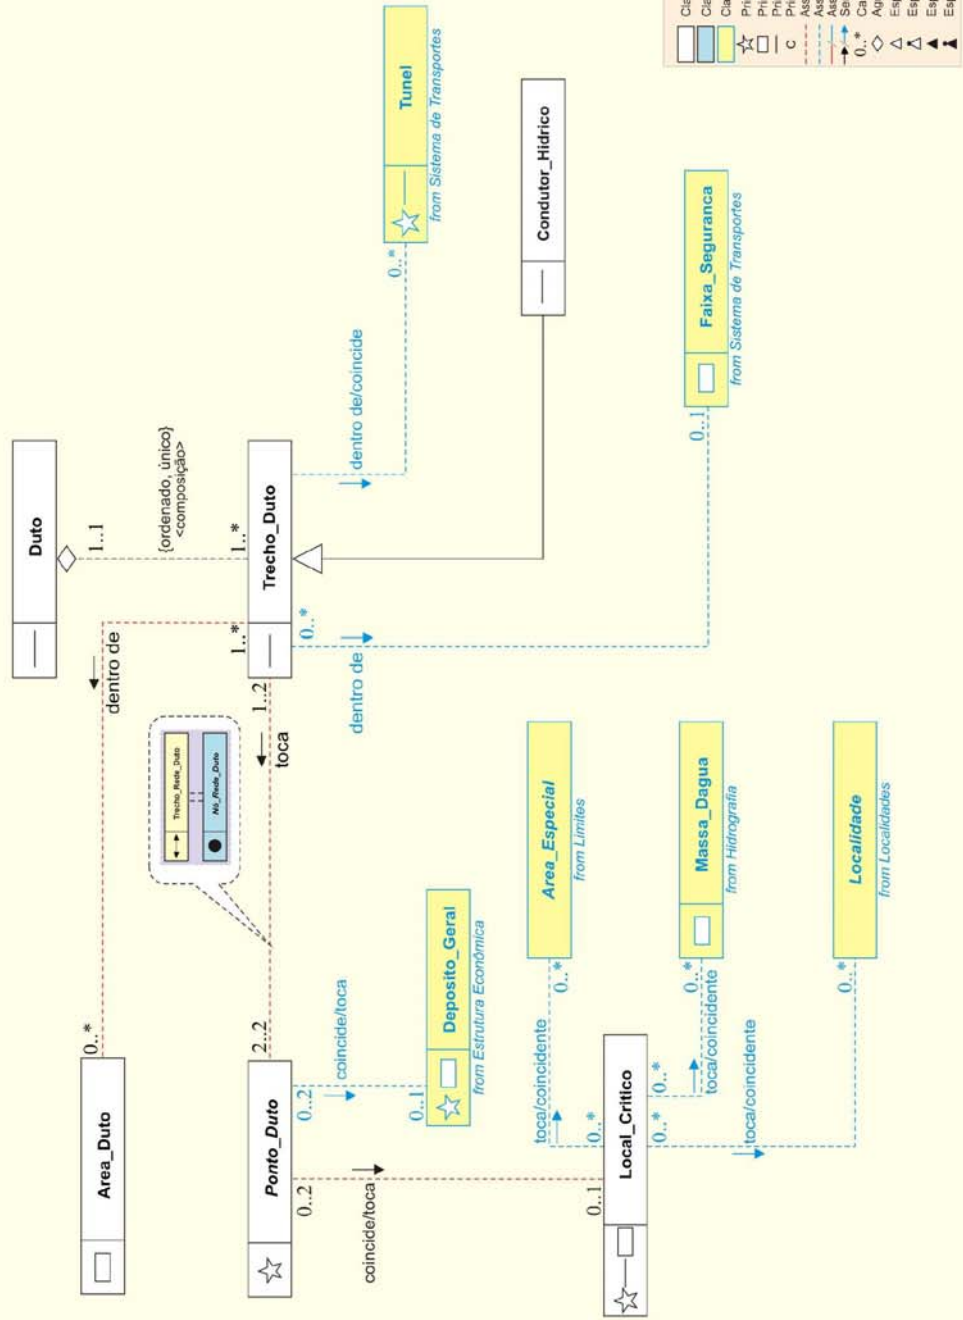 Duto
1..1
{ordenado, único}
<composição>
1..*
Trecho_Duto
1..*
dentro de
0..*
Area_Duto
1..2
toca
2..2
Ponto_Duto
Trecho_Rede_Duto
Nó_Rede_Duto
dentro de/coincide
0..*
Tunel
from Sistema de Transportes
Condutor_Hidrico
0..*
dentro de
0..1
Faixa_Seguranca
from Sistema de Transportes
0..2
coincide/toca
0..1
Deposito_Geral
from Estrutura Econômica
0..2
coincide/toca
0..1
Local_Critico
0..*
toca/coincidente
0..*
Area_Especial
from Limites
0..*
toca/coincidente
0..*
Massa_Dagua
from Hidrografia
0..*
toca/coincidente
0..*
Localidade
from Localidades
C
0..*